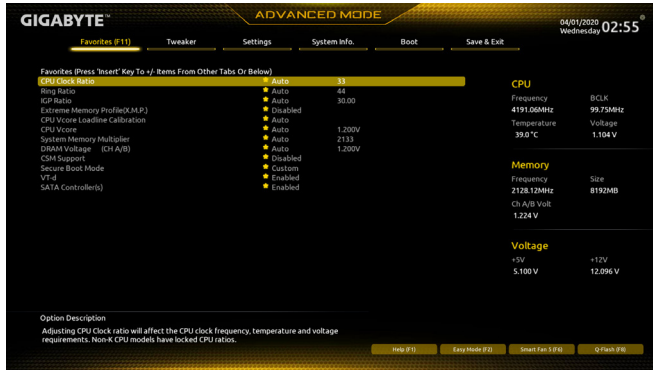 GIGABYTE™
ADVANCED MODE
04/01/2020
Wednesday 02:55
Favorites (F11) Tweaker Settings System Info. Boot Save & Exit
Favorites (Press 'Insert' Key To +/- Items From Other Tabs Or Below)
CPU Clock Ratio Auto 33
Ring Ratio Auto 44
IGP Ratio Auto 30.00
Extreme Memory Profile(X.M.P.) Disabled
CPU Vcore Loadline Calibration Auto
CPU Vcore Auto 1.200V
System Memory Multiplier Auto 2133
DRAM Voltage (CH A/B) Auto 1.200V
CSM Support Disabled
Secure Boot Mode Custom
VT-d Enabled
SATA Controller(s) Enabled
CPU
Frequency BCLK
4191.06MHz 99.75MHz
Temperature Voltage
39.0 °C 1.104 V
Memory
Frequency Size
2128.12MHz 8192MB
Ch A/B Volt
1.224 V
Voltage
+5V +12V
5.100 V 12.096 V
Option Description
Adjusting CPU Clock ratio will affect the CPU clock frequency, temperature and voltage
requirements. Non-K CPU models have locked CPU ratios.
Help (F1) Easy Mode (F2) Smart Fan 5 (F6) Q-Flash (F8)